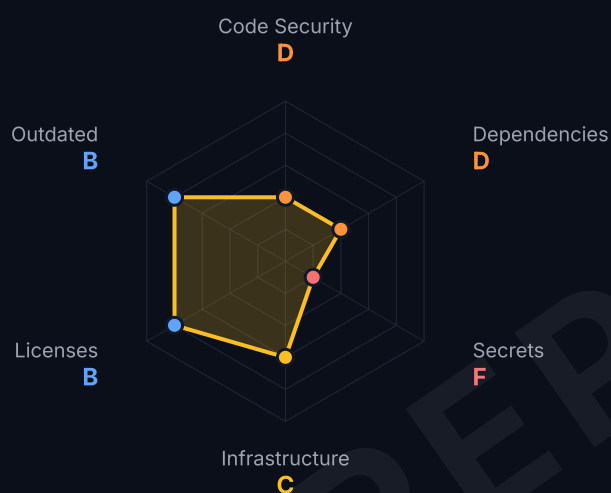 Code Security
D
Outdated
B
Dependencies
D
Licenses
B
Secrets
F
Infrastructure
C